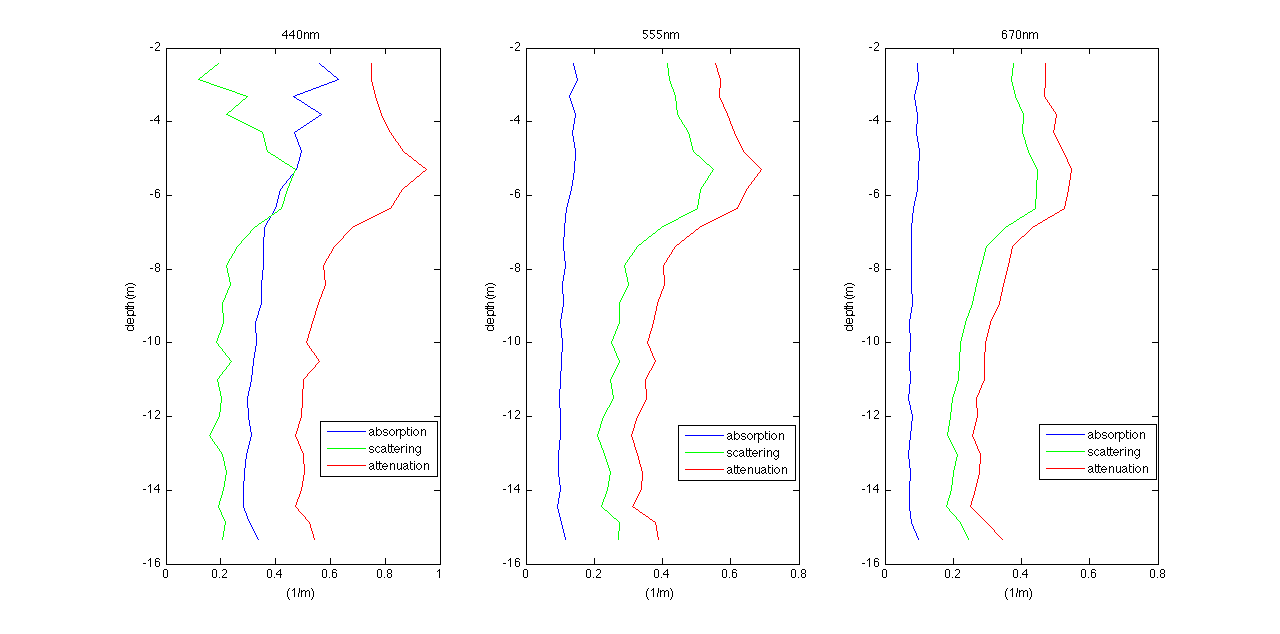 440nm
-2
-4
-6
-8
-10
-12
-14
-16
depth(m)
0
0.2
0.4
0.6
0.8
1
(1/m)
absorption
scattering
attenuation
555nm
-2
-4
-6
-8
-10
-12
-14
-16
depth(m)
0
0.2
0.4
0.6
0.8
(1/m)
absorption
scattering
attenuation
670nm
-2
-4
-6
-8
-10
-12
-14
-16
depth(m)
0
0.2
0.4
0.6
0.8
(1/m)
absorption
scattering
attenuation